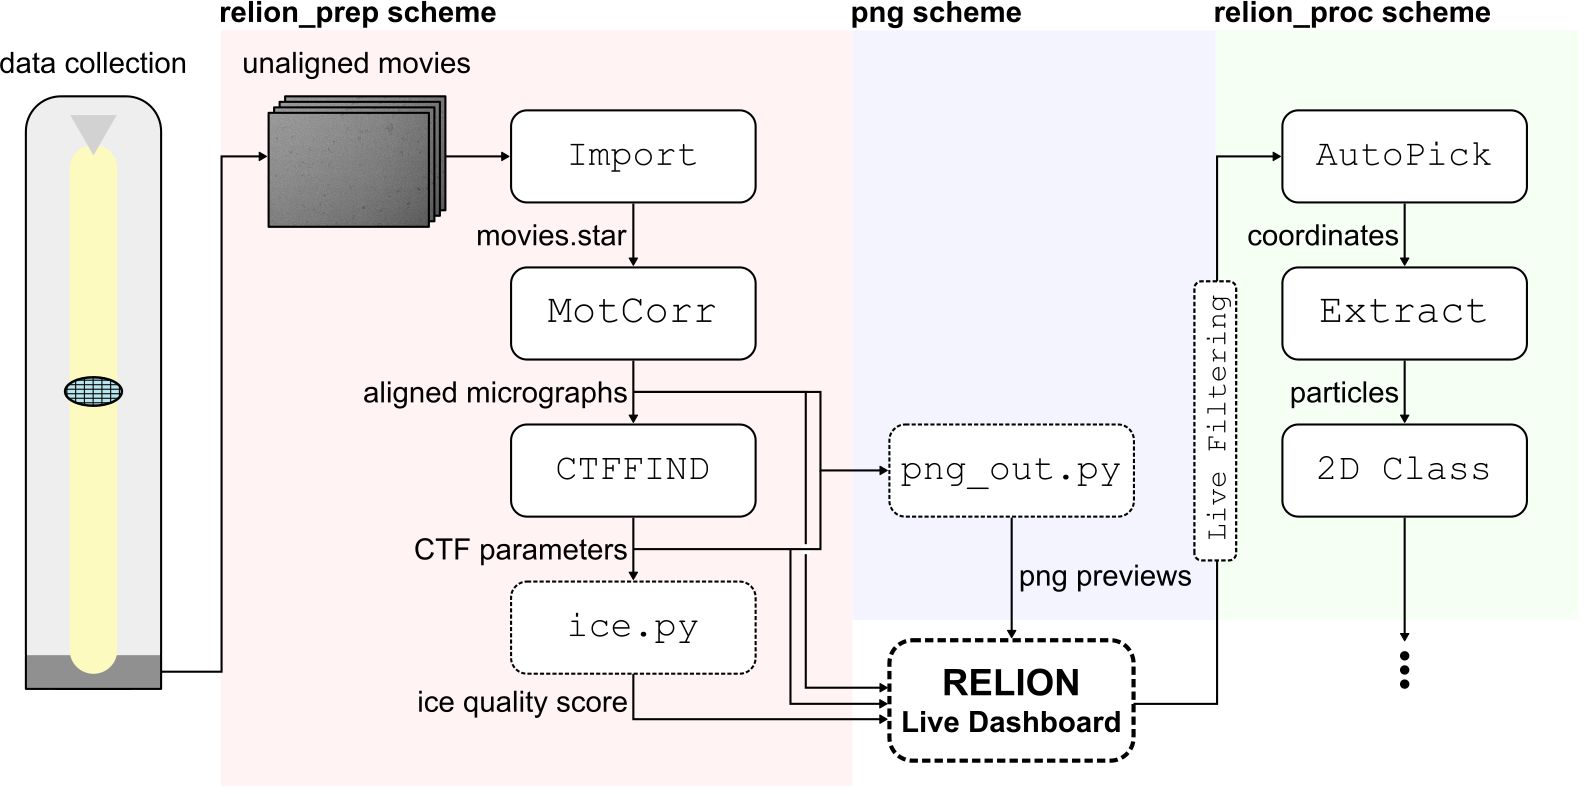 relion_prep scheme
png scheme
relion_proc scheme
data collection
unaligned movies
Import
AutoPick
movies.star
coordinates
MotCorr
Extract
Live Filtering
aligned micrographs
particles
CTFFIND
png_out.py
2D Class
CTF parameters
png previews
ice.py
RELION
Live Dashboard
ice quality score